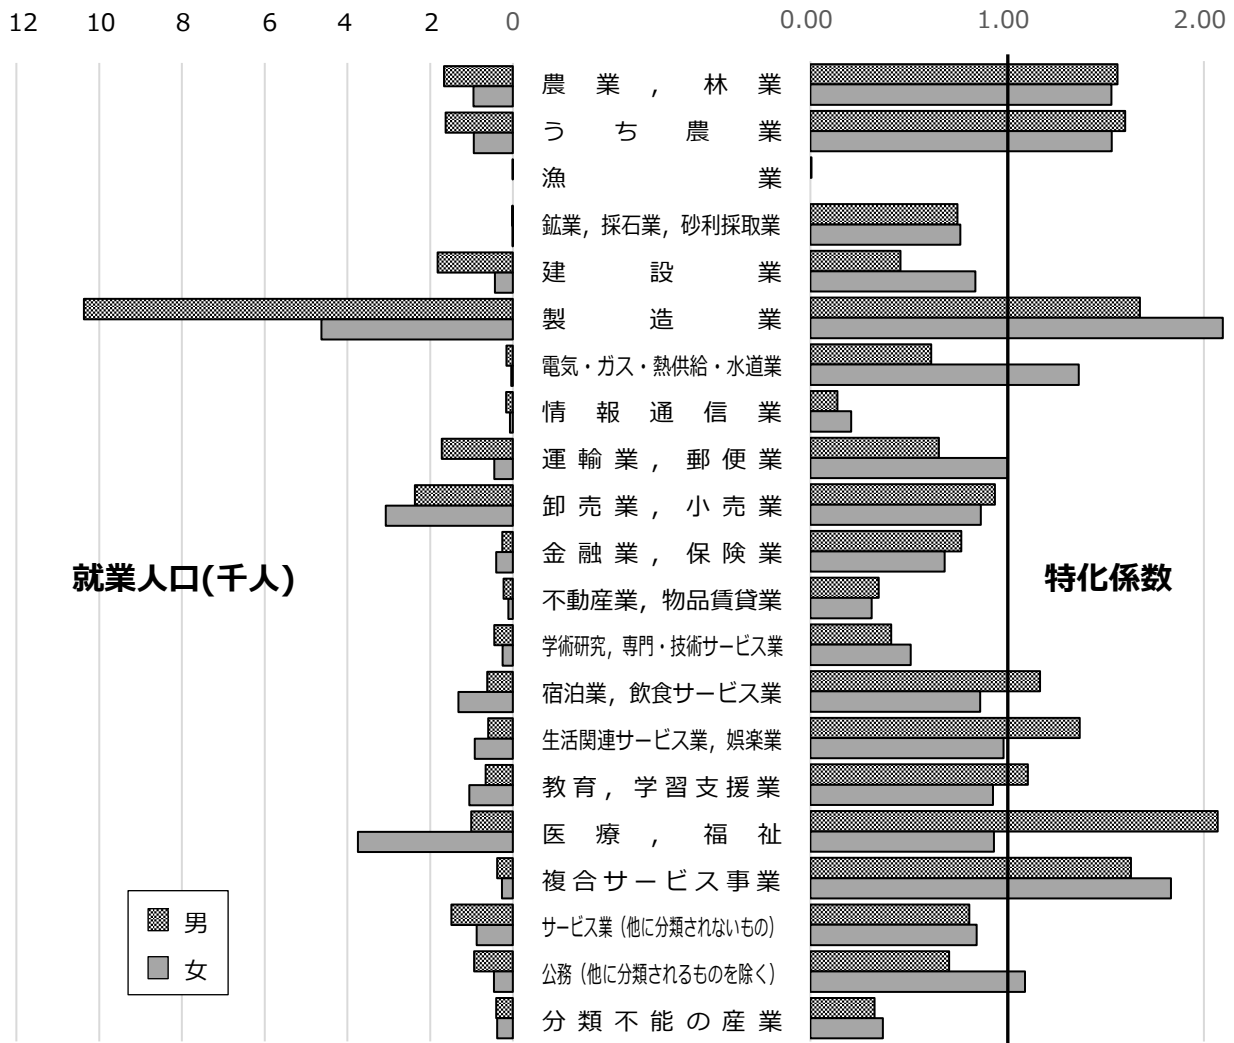 12 10 8 6 4 2 0 0.00 1.00 2.00
農業，林業
うち農業
漁業
鉱業，採石業，砂利採取業
建設業
製造業
電気・ガス・熱供給・水道業
情報通信業
運輸業，郵便業
卸売業，小売業
金融業，保険業
就業人口(千人)
特化係数
不動産業，物品賃貸業
学術研究，専門・技術サービス業
宿泊業，飲食サービス業
生活関連サービス業，娯楽業
教育，学習支援業
医療，福祉
複合サービス事業
サービス業（他に分類されないもの）
公務（他に分類されるものを除く）
分類不能の産業
男
女